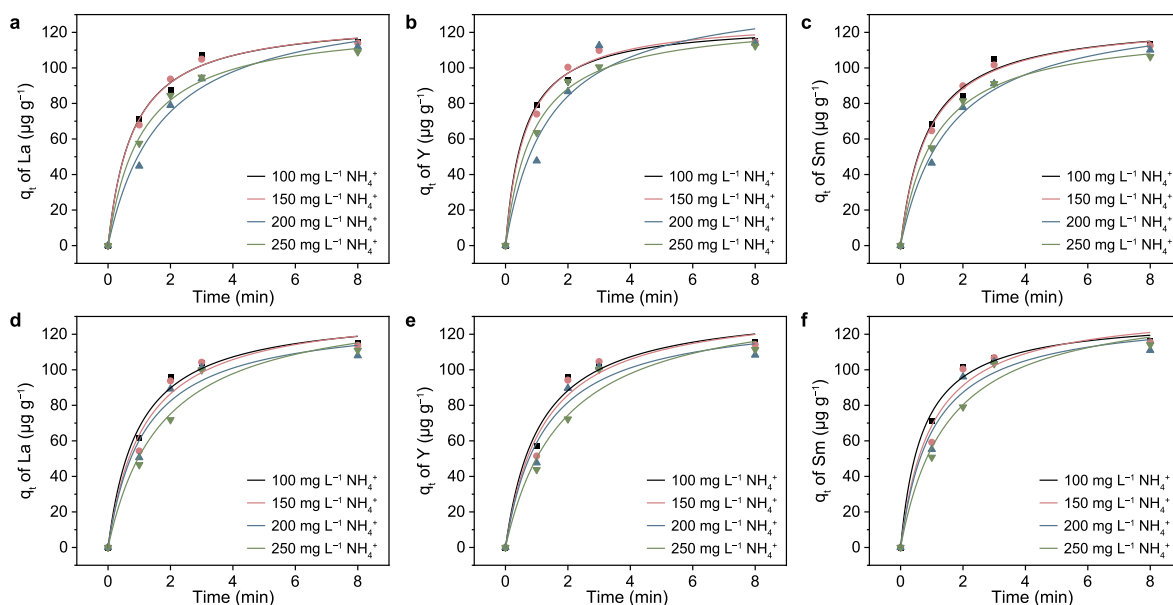 a
q_t of La (µg g⁻¹)
120
100
80
60
40
20
0
100 mg L⁻¹ NH₄⁺
150 mg L⁻¹ NH₄⁺
200 mg L⁻¹ NH₄⁺
250 mg L⁻¹ NH₄⁺
0 2 4 6 8
Time (min)
b
q_t of Y (µg g⁻¹)
120
100
80
60
40
20
0
100 mg L⁻¹ NH₄⁺
150 mg L⁻¹ NH₄⁺
200 mg L⁻¹ NH₄⁺
250 mg L⁻¹ NH₄⁺
0 2 4 6 8
Time (min)
c
q_t of Sm (µg g⁻¹)
120
100
80
60
40
20
0
100 mg L⁻¹ NH₄⁺
150 mg L⁻¹ NH₄⁺
200 mg L⁻¹ NH₄⁺
250 mg L⁻¹ NH₄⁺
0 2 4 6 8
Time (min)
d
q_t of La (µg g⁻¹)
120
100
80
60
40
20
0
100 mg L⁻¹ NH₄⁺
150 mg L⁻¹ NH₄⁺
200 mg L⁻¹ NH₄⁺
250 mg L⁻¹ NH₄⁺
0 2 4 6 8
Time (min)
e
q_t of Y (µg g⁻¹)
120
100
80
60
40
20
0
100 mg L⁻¹ NH₄⁺
150 mg L⁻¹ NH₄⁺
200 mg L⁻¹ NH₄⁺
250 mg L⁻¹ NH₄⁺
0 2 4 6 8
Time (min)
f
q_t of Sm (µg g⁻¹)
120
100
80
60
40
20
0
100 mg L⁻¹ NH₄⁺
150 mg L⁻¹ NH₄⁺
200 mg L⁻¹ NH₄⁺
250 mg L⁻¹ NH₄⁺
0 2 4 6 8
Time (min)